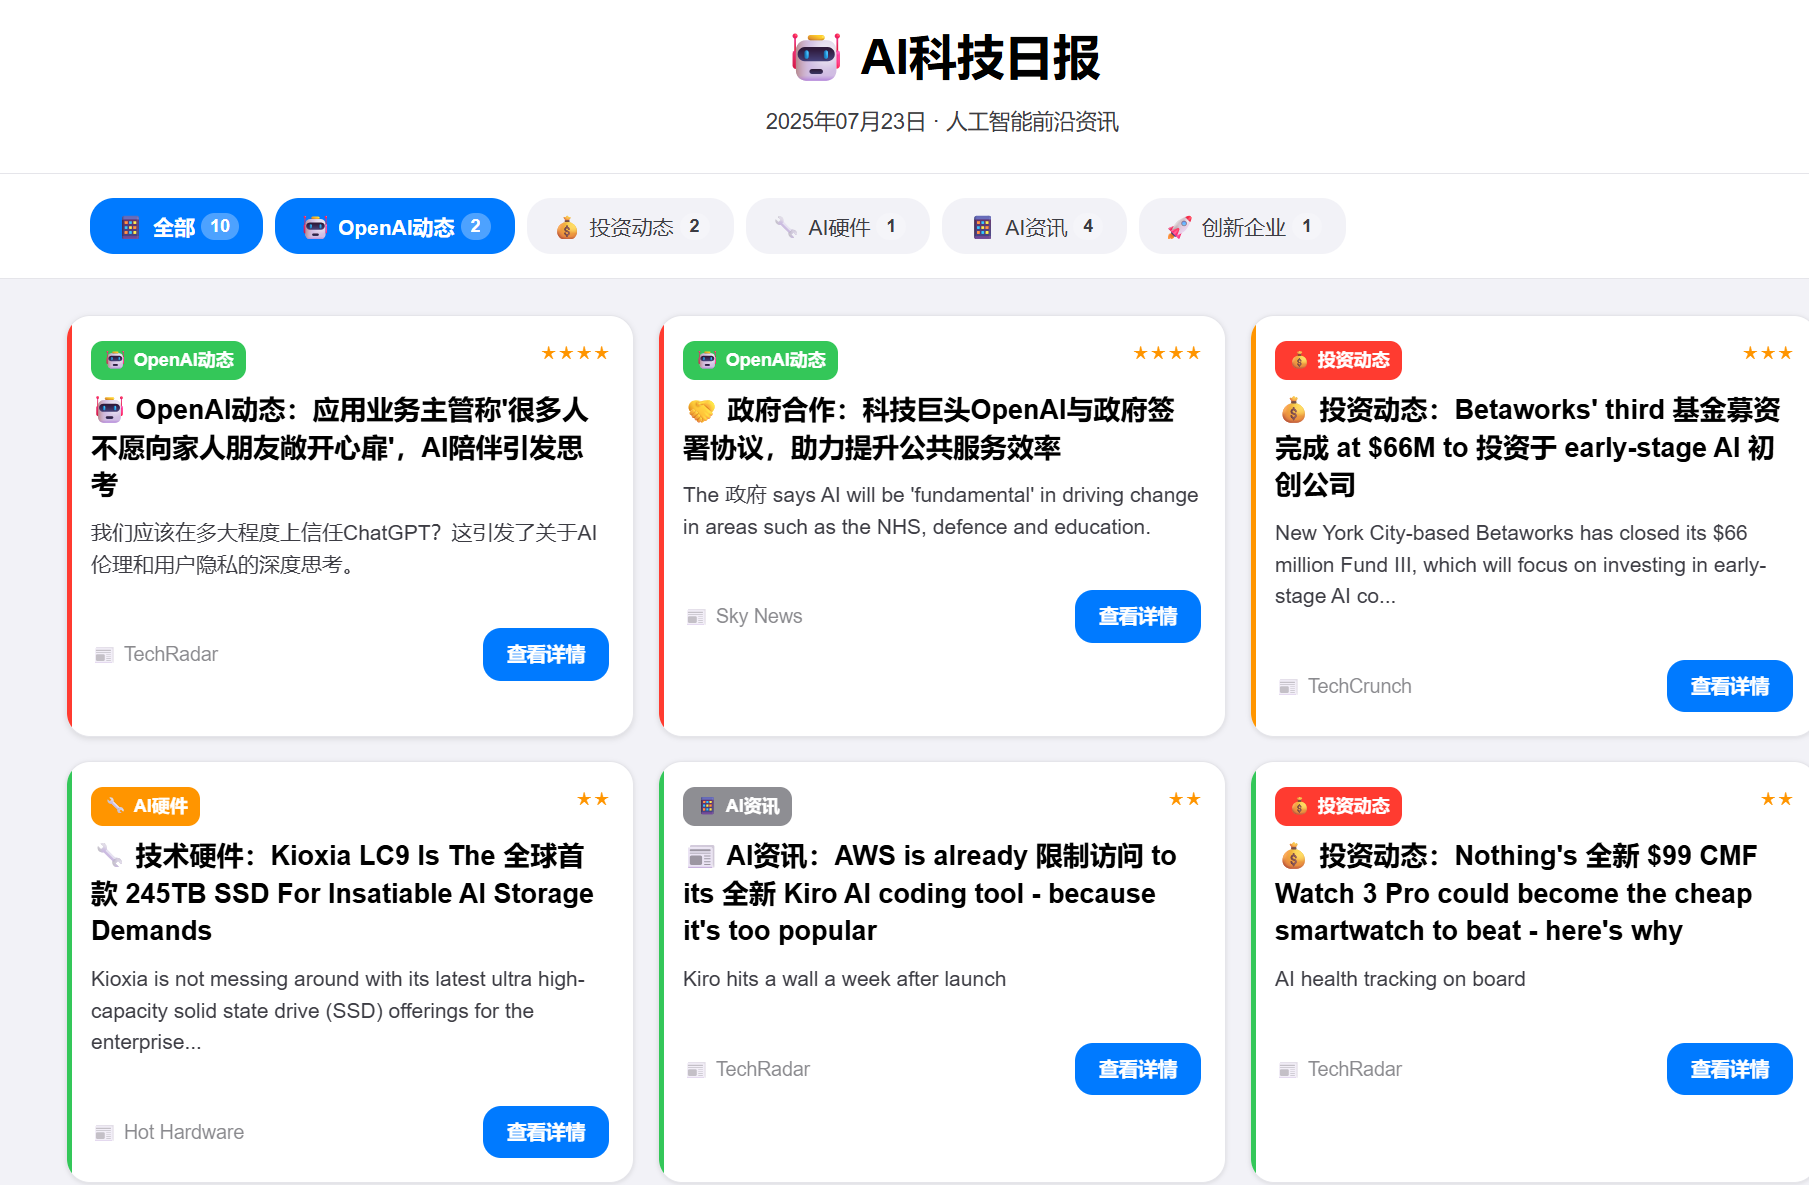 AI科技日报
2025年07月23日 · 人工智能前沿资讯
全部 10
OpenAI动态 2
投资动态 2
AI硬件 1
AI资讯 4
创新企业 1
OpenAI动态
★★★★
OpenAI动态：应用业务主管称'很多人
不愿向家人朋友敞开心扉'，AI陪伴引发思
考
我们应该在多大程度上信任ChatGPT？这引发了关于AI
伦理和用户隐私的深度思考。
TechRadar
查看详情
OpenAI动态
★★★★
政府合作：科技巨头OpenAI与政府签
署协议，助力提升公共服务效率
The 政府 says AI will be 'fundamental' in driving change
in areas such as the NHS, defence and education.
Sky News
查看详情
投资动态
★★★
投资动态：Betaworks' third 基金募资
完成 at $66M to 投资于 early-stage AI 初
创公司
New York City-based Betaworks has closed its $66
million Fund III, which will focus on investing in early-
stage AI co...
TechCrunch
查看详情
AI硬件
★★
技术硬件：Kioxia LC9 Is The 全球首
款 245TB SSD For Insatiable AI Storage
Demands
Kioxia is not messing around with its latest ultra high-
capacity solid state drive (SSD) offerings for the
enterprise...
Hot Hardware
查看详情
AI资讯
★★
AI资讯：AWS is already 限制访问 to
its 全新 Kiro AI coding tool - because
it's too popular
Kiro hits a wall a week after launch
TechRadar
查看详情
投资动态
★★
投资动态：Nothing's 全新 $99 CMF
Watch 3 Pro could become the cheap
smartwatch to beat - here's why
AI health tracking on board
TechRadar
查看详情